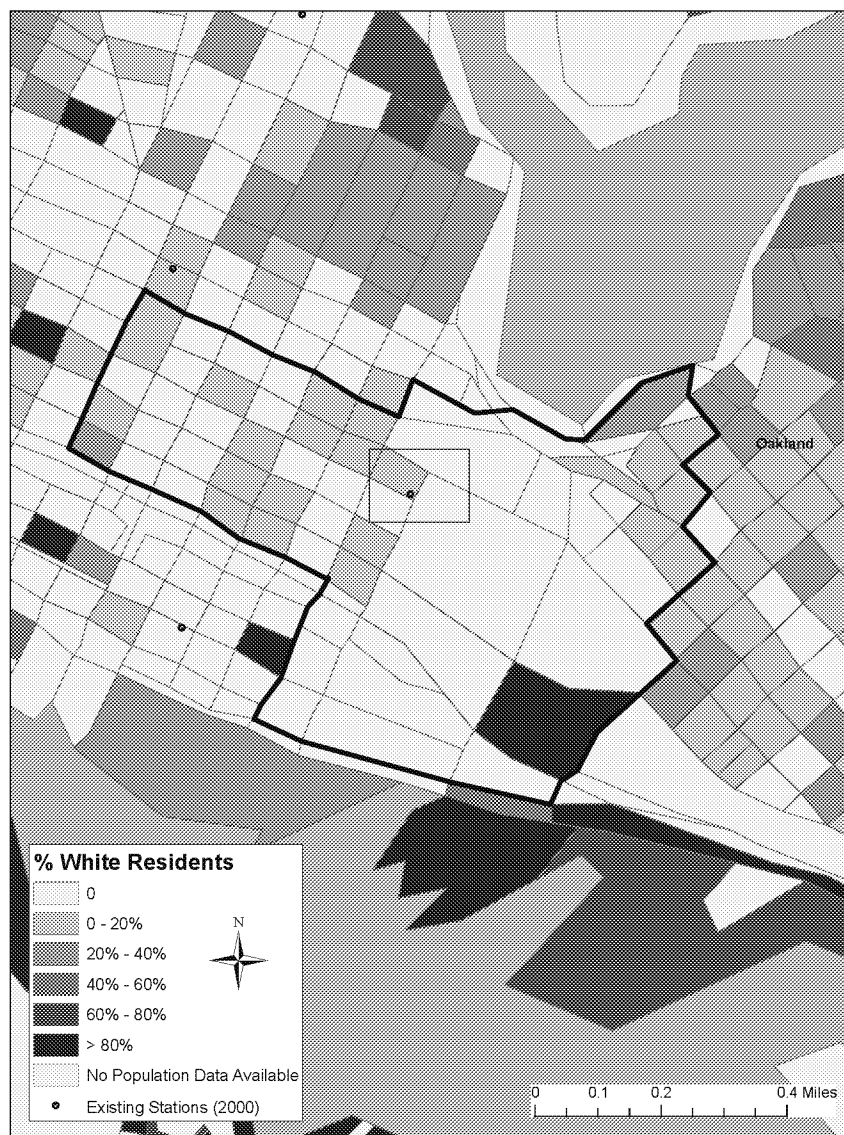 Oakland
% White Residents
0
0 - 20%
20% - 40%
40% - 60%
60% - 80%
> 80%
No Population Data Available
Existing Stations (2000)
N
0 0.1 0.2 0.4 Miles